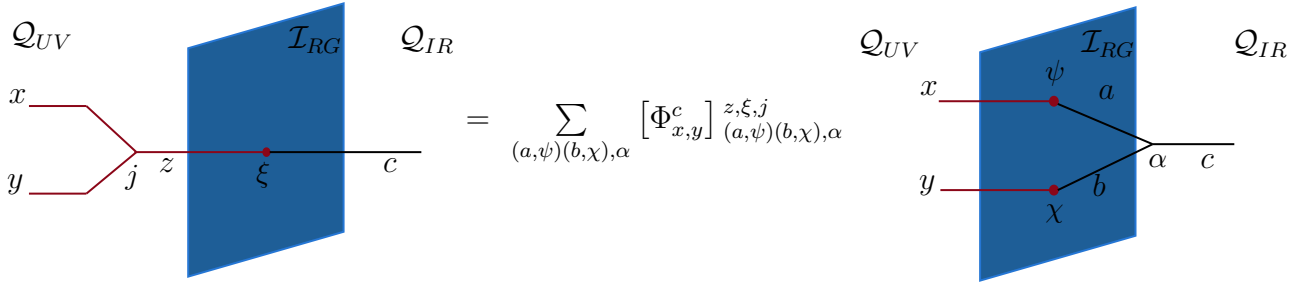 𝒬_{UV} ℐ_{RG} 𝒬_{IR} 𝒬_{UV} ℐ_{RG} 𝒬_{IR}
x ψ a x
y j z ξ c = ∑_{(a,ψ)(b,χ),α} [Φ^c_{x,y}]^{z,ξ,j}_{(a,ψ)(b,χ),α} y χ b α c